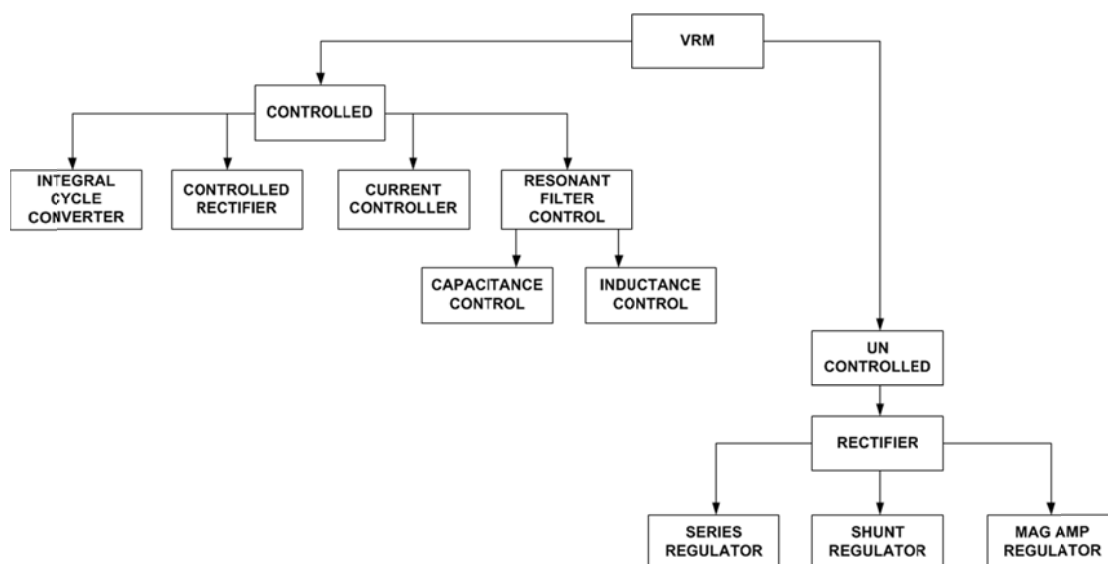 VRM
CONTROLLED
INTEGRAL
CYCLE
CONVERTER
CONTROLLED
RECTIFIER
CURRENT
CONTROLLER
RESONANT
FILTER
CONTROL
CAPACITANCE
CONTROL
INDUCTANCE
CONTROL
UN
CONTROLLED
RECTIFIER
SERIES
REGULATOR
SHUNT
REGULATOR
MAG AMP
REGULATOR